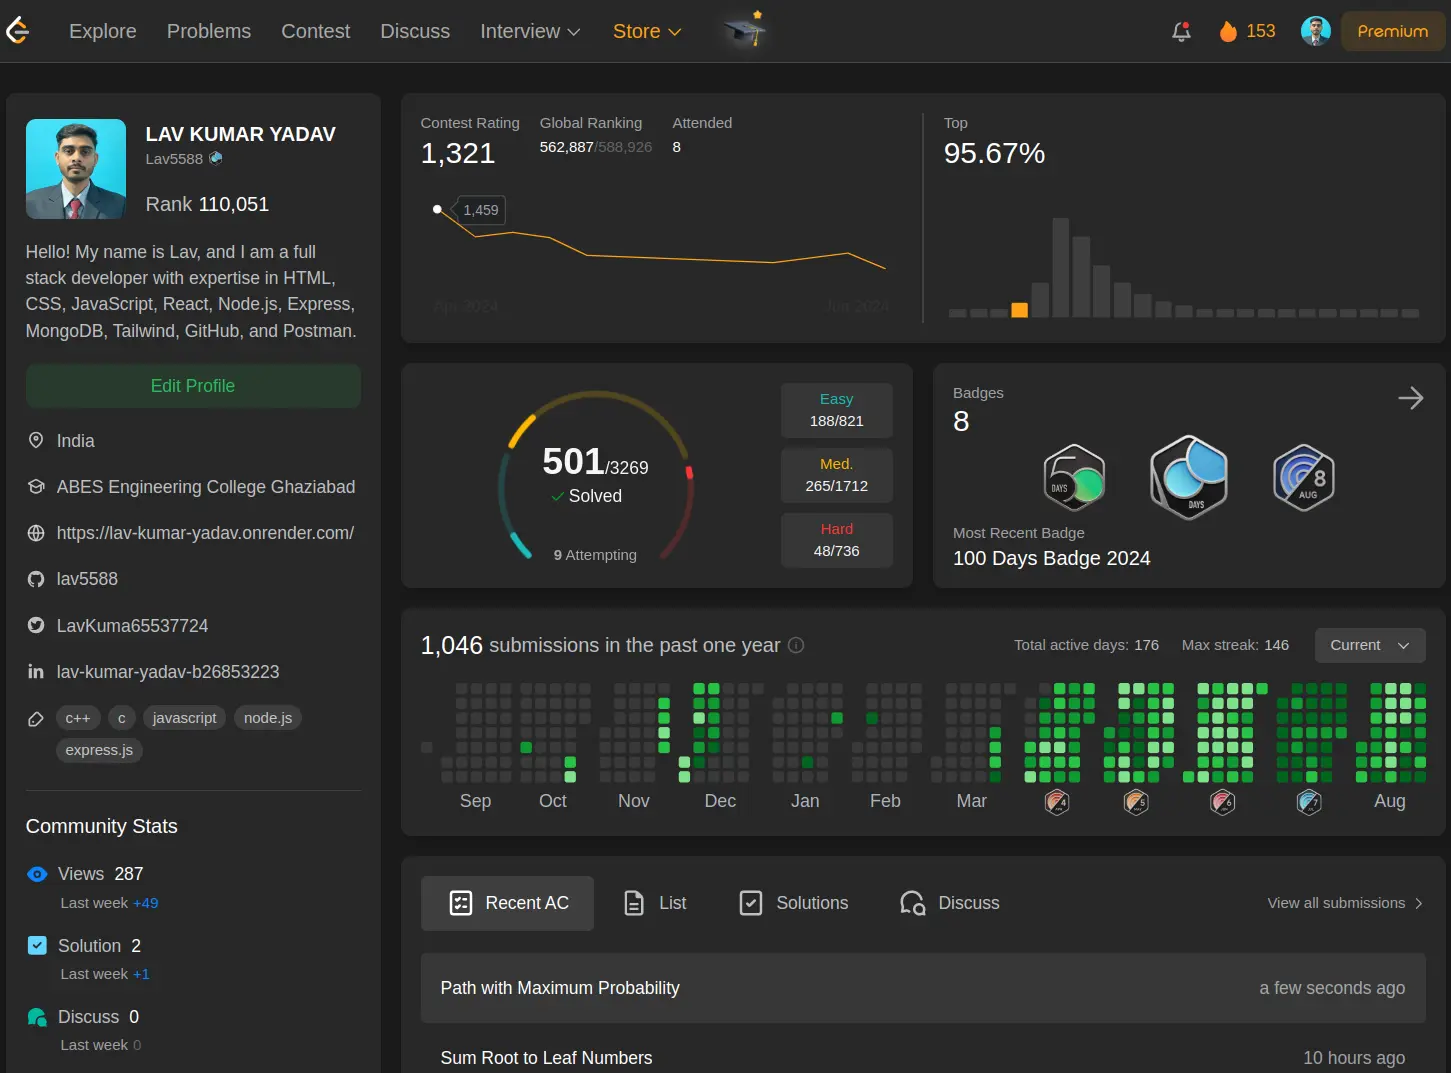 Explore Problems Contest Discuss Interview Store 153 Premium
LAV KUMAR YADAV
Lav5588
Rank 110,051
Hello! My name is Lav, and I am a full
stack developer with expertise in HTML,
CSS, JavaScript, React, Node.js, Express,
MongoDB, Tailwind, GitHub, and Postman.
Edit Profile
India
ABES Engineering College Ghaziabad
https://lav-kumar-yadav.onrender.com/
lav5588
LavKuma65537724
lav-kumar-yadav-b26853223
c++ c javascript node.js
express.js
Community Stats
Views 287
Last week +49
Solution 2
Last week +1
Discuss 0
Last week 0
Contest Rating Global Ranking Attended
1,321 562,887/588,926 8
1,459
Apr 2024 Jun 2024
Top
95.67%
501/3269
Solved
9 Attempting
Easy
188/821
Med.
265/1712
Hard
48/736
Badges
8
50 DAYS
DAYS
8 AUG
Most Recent Badge
100 Days Badge 2024
1,046 submissions in the past one year
Total active days: 176 Max streak: 146 Current
Sep Oct Nov Dec Jan Feb Mar 4 5 6 7 Aug
Recent AC List Solutions Discuss View all submissions
Path with Maximum Probability a few seconds ago
Sum Root to Leaf Numbers 10 hours ago